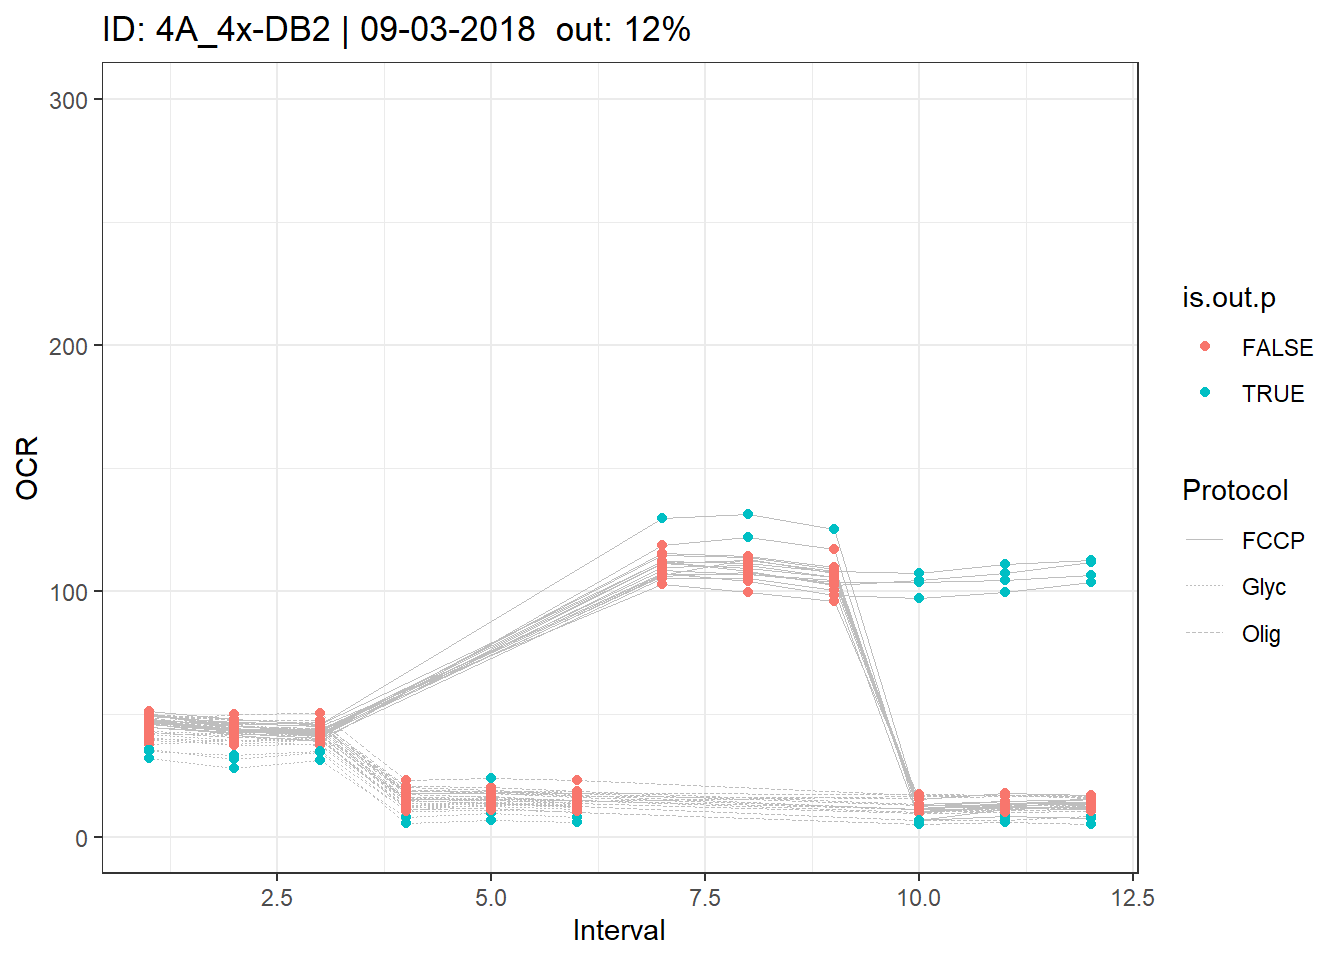 ID: 4A_4x-DB2 | 09-03-2018  out: 12%
300
200
100
0
OCR
2.5
5.0
7.5
10.0
12.5
Interval
is.out.p
FALSE
TRUE
Protocol
FCCP
Glyc
Olig